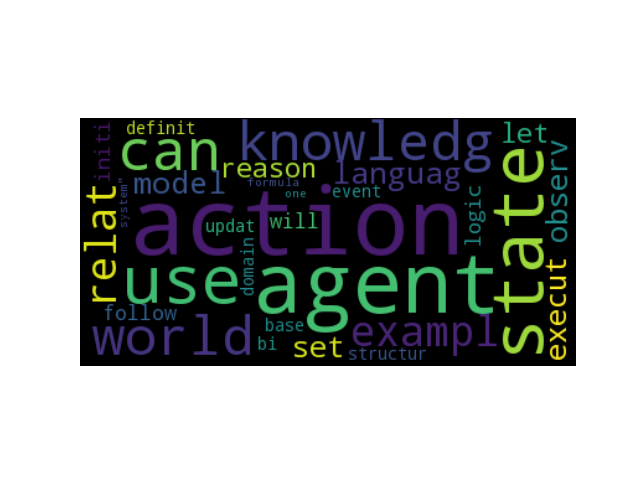 definit
initi
can
knowledg
let
reason
languag
model
formula
one
event
system"
relat
action
updat
will
logic
observ
state
use
agent
domain
follow
world
base
bi
set
exampl
structur
execut